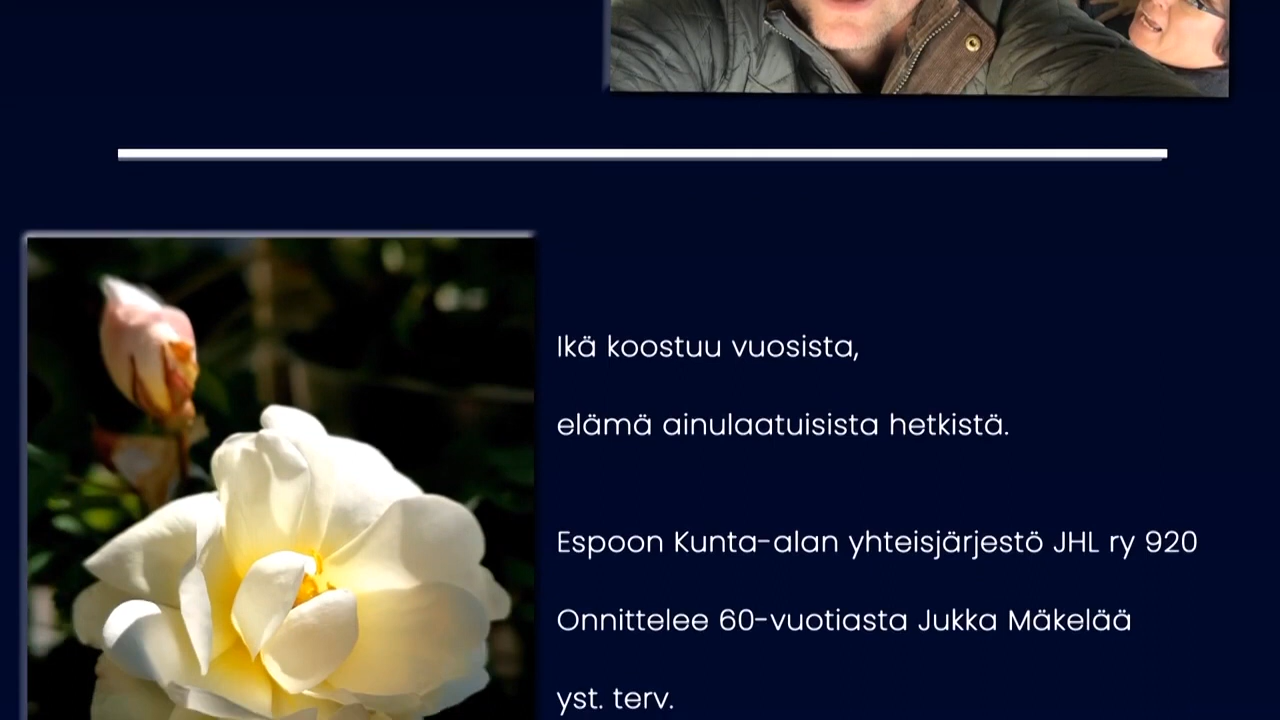 Ikä koostuu vuosista,
elämä ainulaatuisista hetkistä.
Espoon Kunta-alan yhteisjärjestö JHL ry 920
Onnittelee 60-vuotiasta Jukka Mäkelää
yst. terv.